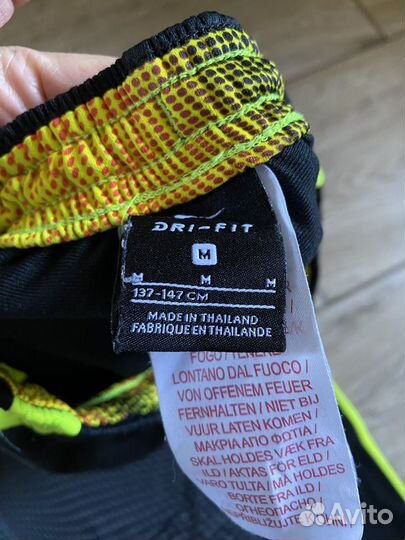 DRI-FIT
M
M M M
137-147 CM
MADE IN THAILAND
FABRIQUE EN THAILANDE
FOGO / TENERE
LONTANO DAL FUOCO /
VON OFFENEM FEUER
FERNHALTEN / NIET BIJ
VUUR LATEN KOMEN /
ΜΑΚΡΙΑ ΑΠΟ ΦΩΤΙΑ /
SKAL HOLDES VÆK FRA
ILD / AKTAS FÖR ELD /
VARO TULTA / MÅ HOLDES
BORTE FRA ILD /
ОГНЕОПАСНО /
Avito